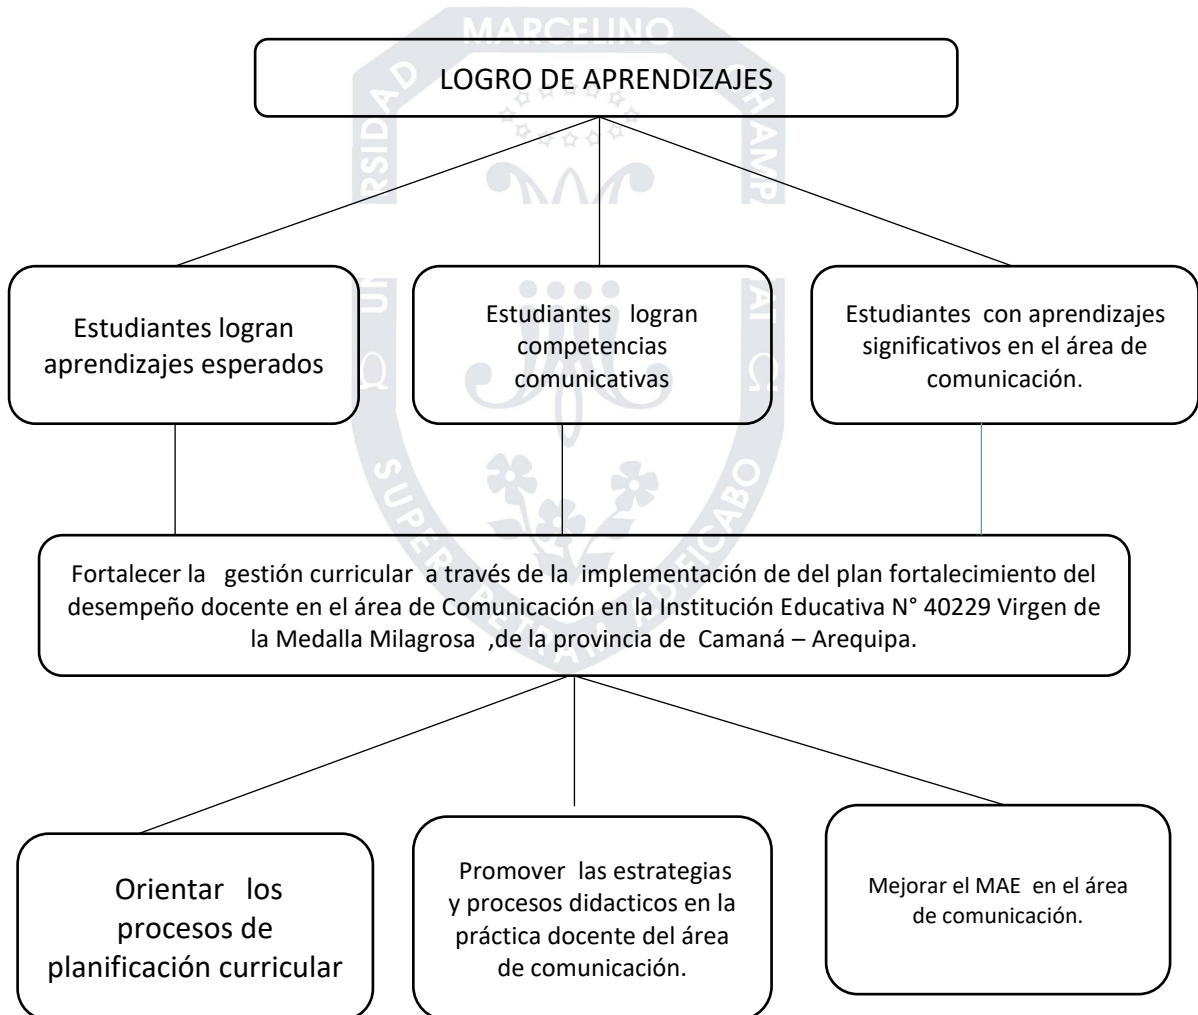 MARCELINO
LOGRO DE APRENDIZAJES
Estudiantes logran
aprendizajes esperados
Estudiantes logran
competencias
comunicativas
Estudiantes con aprendizajes
significativos en el área de
comunicación.
Fortalecer la gestión curricular a través de la implementación de del plan fortalecimiento del
desempeño docente en el área de Comunicación en la Institución Educativa N° 40229 Virgen de
la Medalla Milagrosa ,de la provincia de Camaná – Arequipa.
SUPER PETRAM ADEFICABO
Orientar los
procesos de
planificación curricular
Promover las estrategias
y procesos didacticos en la
práctica docente del área
de comunicación.
Mejorar el MAE en el área
de comunicación.